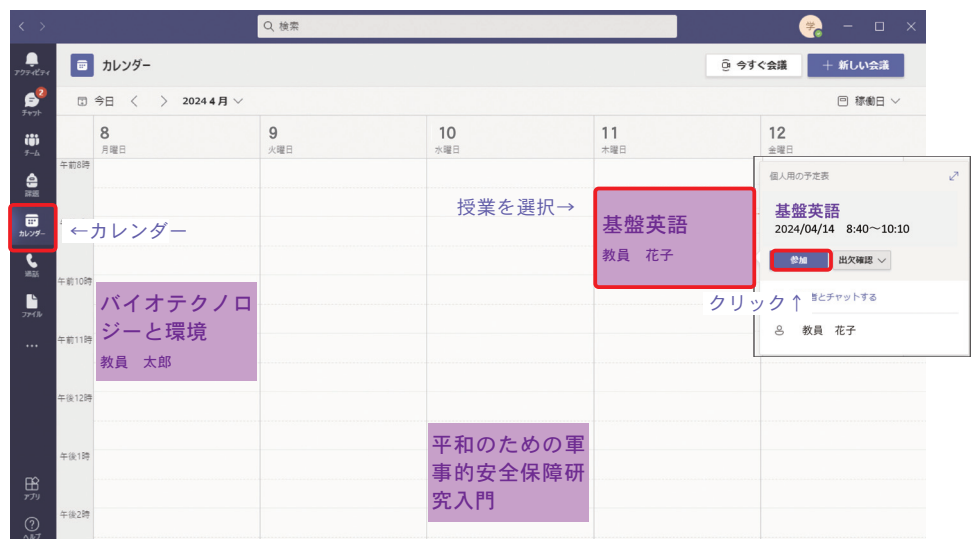 検索
学
アクティビティ
カレンダー
今すぐ会議
+ 新しい会議
2
チャット
今日
2024 4 月
稼働日
チーム
8
月曜日
9
火曜日
10
水曜日
11
木曜日
12
金曜日
午前8時
課題
カレンダー
←カレンダー
授業を選択→
基盤英語
教員 花子
個人用の予定表
基盤英語
2024/04/14 8:40～10:10
参加
出欠確認
クリック↑
とチャットする
教員 花子
通話
午前10時
バイオテクノロ
ジーと環境
教員 太郎
ファイル
午前11時
…
午後12時
平和のための軍
事的安全保障研
究入門
午後1時
アプリ
午後2時
ヘルプ